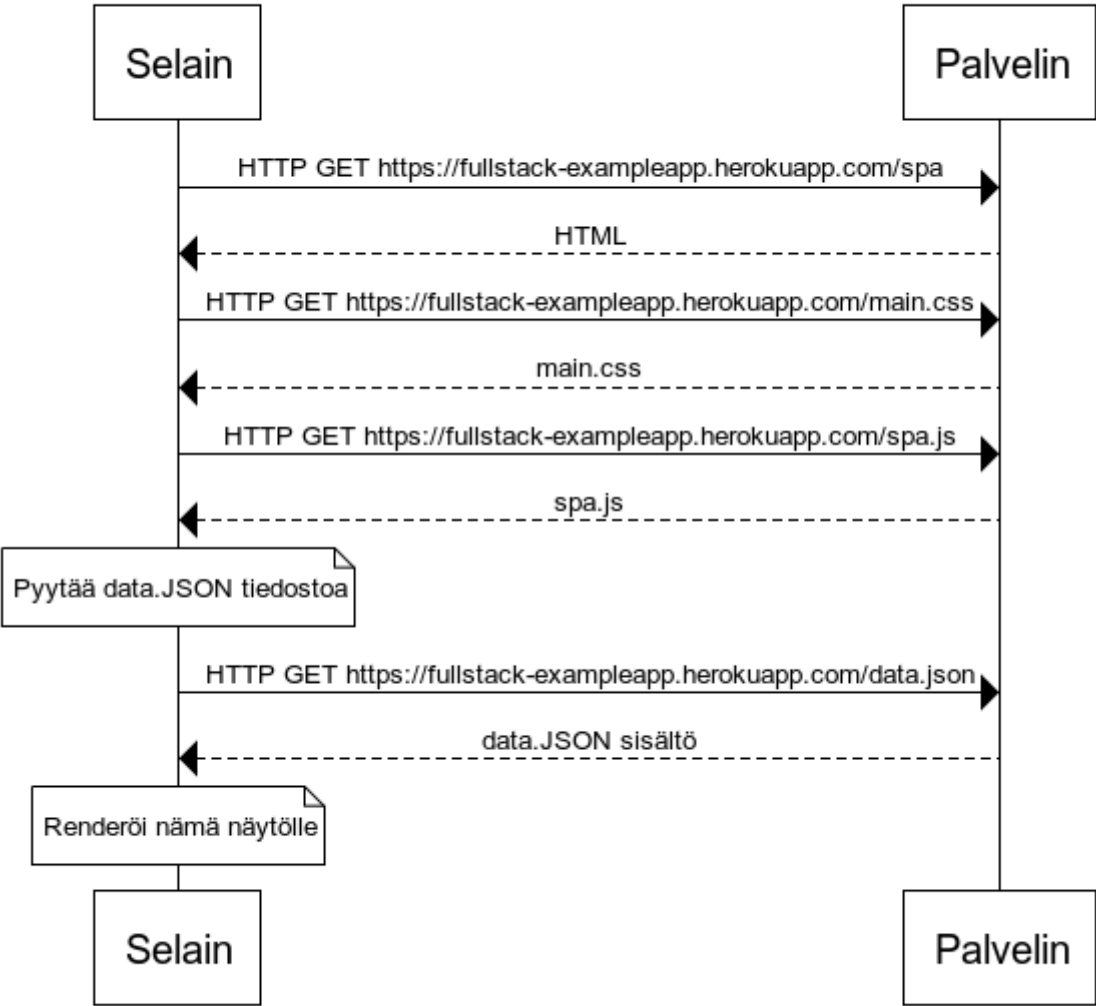 Selain
Palvelin
HTTP GET https://fullstack-exampleapp.herokuapp.com/spa
HTML
HTTP GET https://fullstack-exampleapp.herokuapp.com/main.css
main.css
HTTP GET https://fullstack-exampleapp.herokuapp.com/spa.js
spa.js
Pyytää data.JSON tiedostoa
HTTP GET https://fullstack-exampleapp.herokuapp.com/data.json
data.JSON sisältö
Renderöi nämä näytölle
Selain
Palvelin